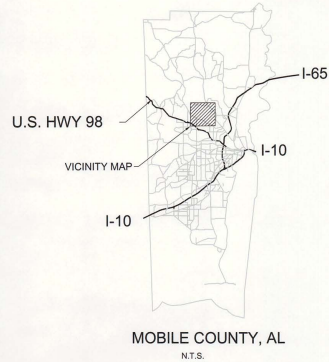 I-65
U.S. HWY 98
I-10
VICINITY MAP
I-10
MOBILE COUNTY, AL
N.T.S.